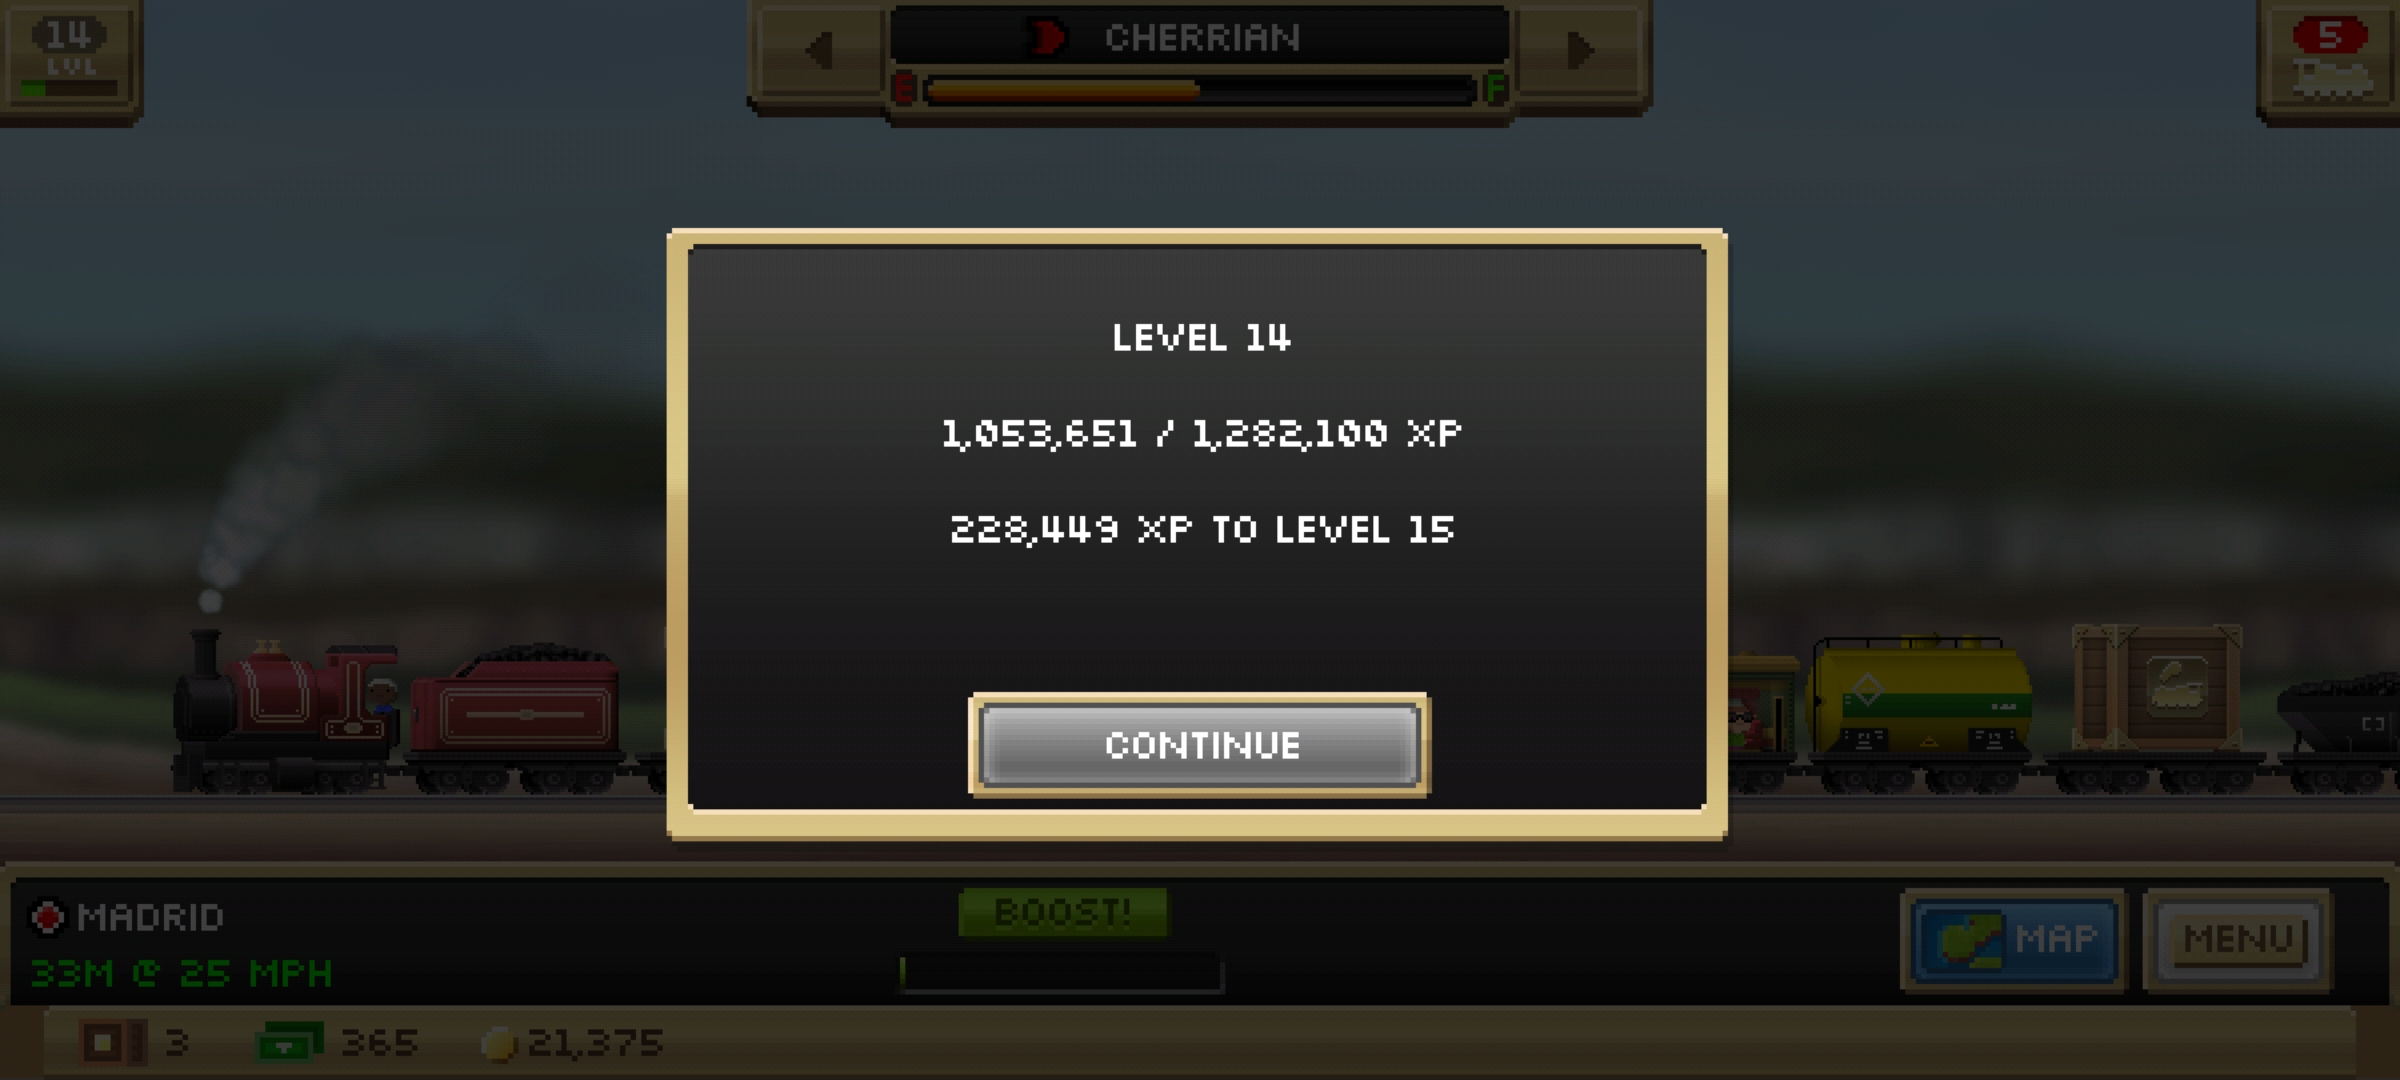 14
LVL
CHERRIAN
E F
5
LEVEL 14
1,053,651 / 1,282,100 XP
228,449 XP TO LEVEL 15
CONTINUE
MADRID
33M @ 25 MPH
BOOST!
MAP
MENU
3 365 21,375